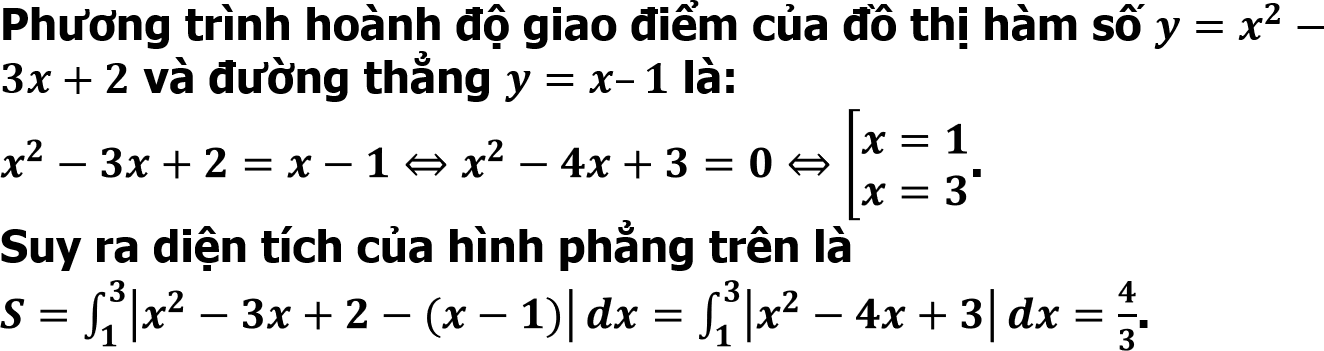 Phương trình hoành độ giao điểm của đồ thị hàm số y = x² −
3x + 2 và đường thẳng y = x– 1 là:
x² − 3x + 2 = x − 1 ⇔ x² − 4x + 3 = 0 ⇔ [x = 1
x = 3.
Suy ra diện tích của hình phẳng trên là
S = ∫₁³|x² − 3x + 2 − (x − 1)| dx = ∫₁³|x² − 4x + 3| dx = 4/3.